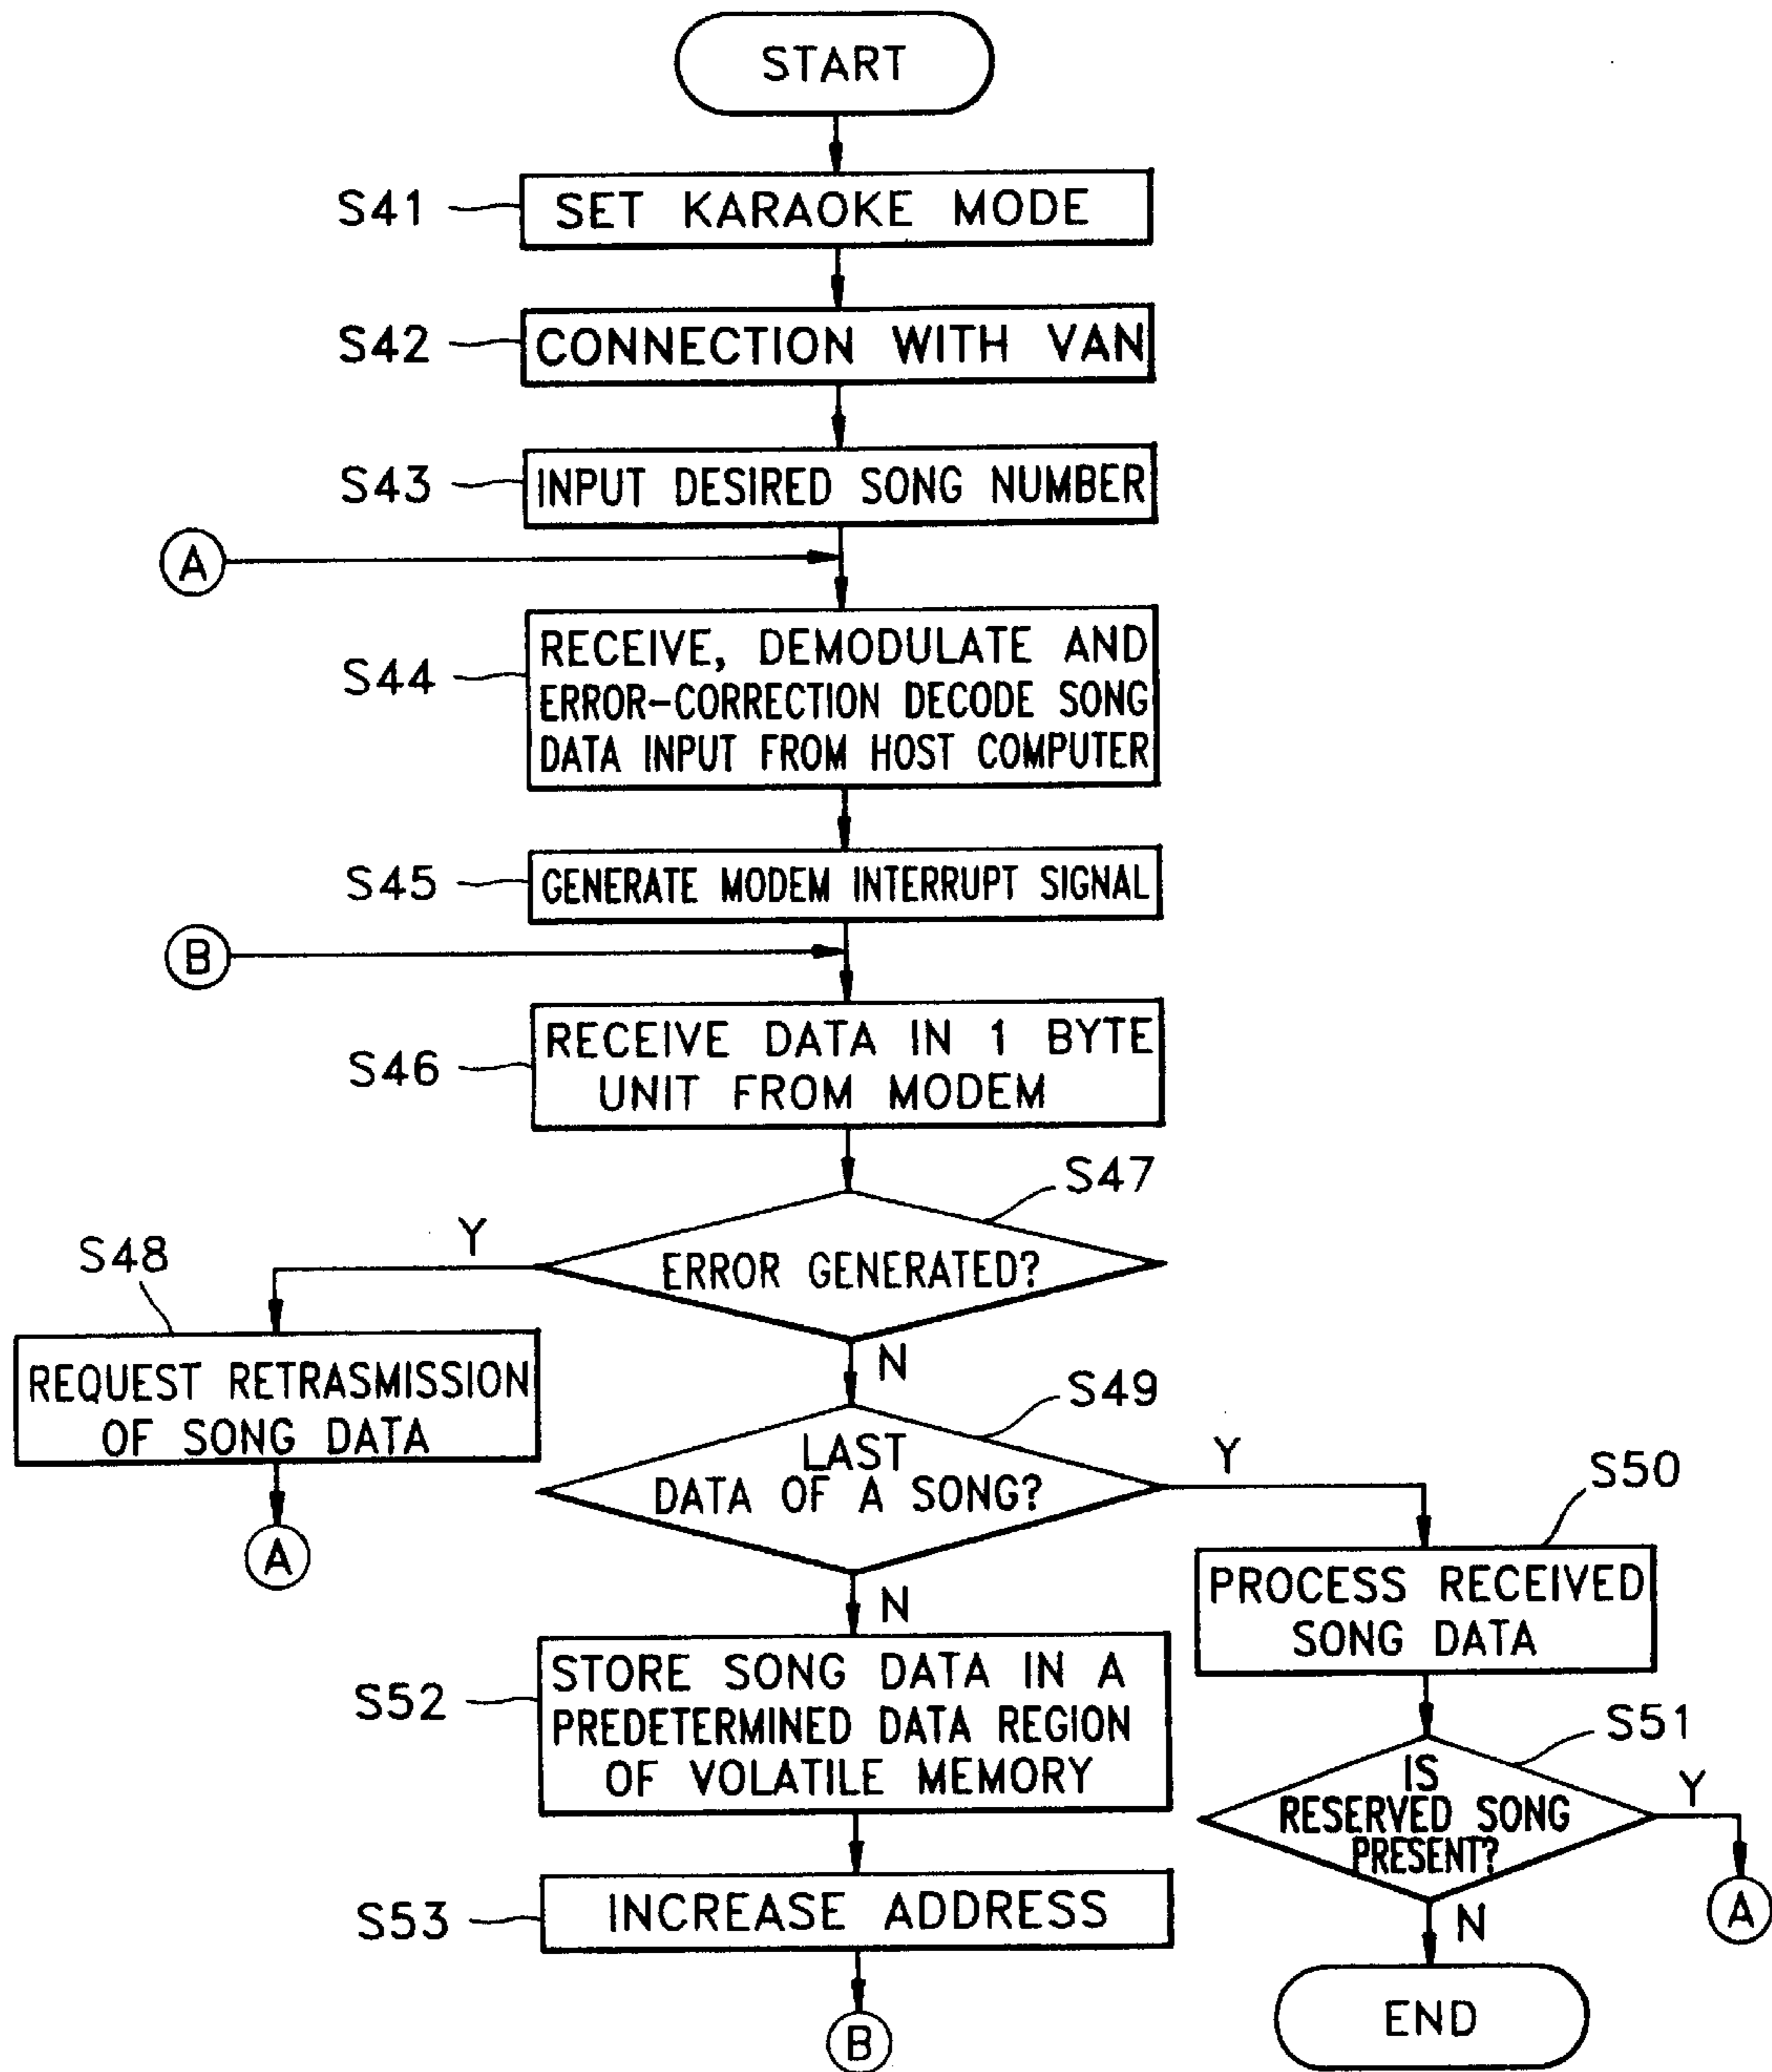 START
S41
SET KARAOKE MODE
S42
CONNECTION WITH VAN
S43
INPUT DESIRED SONG NUMBER
A
S44
RECEIVE, DEMODULATE AND
ERROR-CORRECTION DECODE SONG
DATA INPUT FROM HOST COMPUTER
S45
GENERATE MODEM INTERRUPT SIGNAL
B
S46
RECEIVE DATA IN 1 BYTE
UNIT FROM MODEM
S47
ERROR GENERATED?
Y
N
S48
REQUEST RETRASMISSION
OF SONG DATA
A
S49
LAST
DATA OF A SONG?
Y
N
S50
PROCESS RECEIVED
SONG DATA
S52
STORE SONG DATA IN A
PREDETERMINED DATA REGION
OF VOLATILE MEMORY
S51
IS
RESERVED SONG
PRESENT?
Y
A
N
S53
INCREASE ADDRESS
B
END